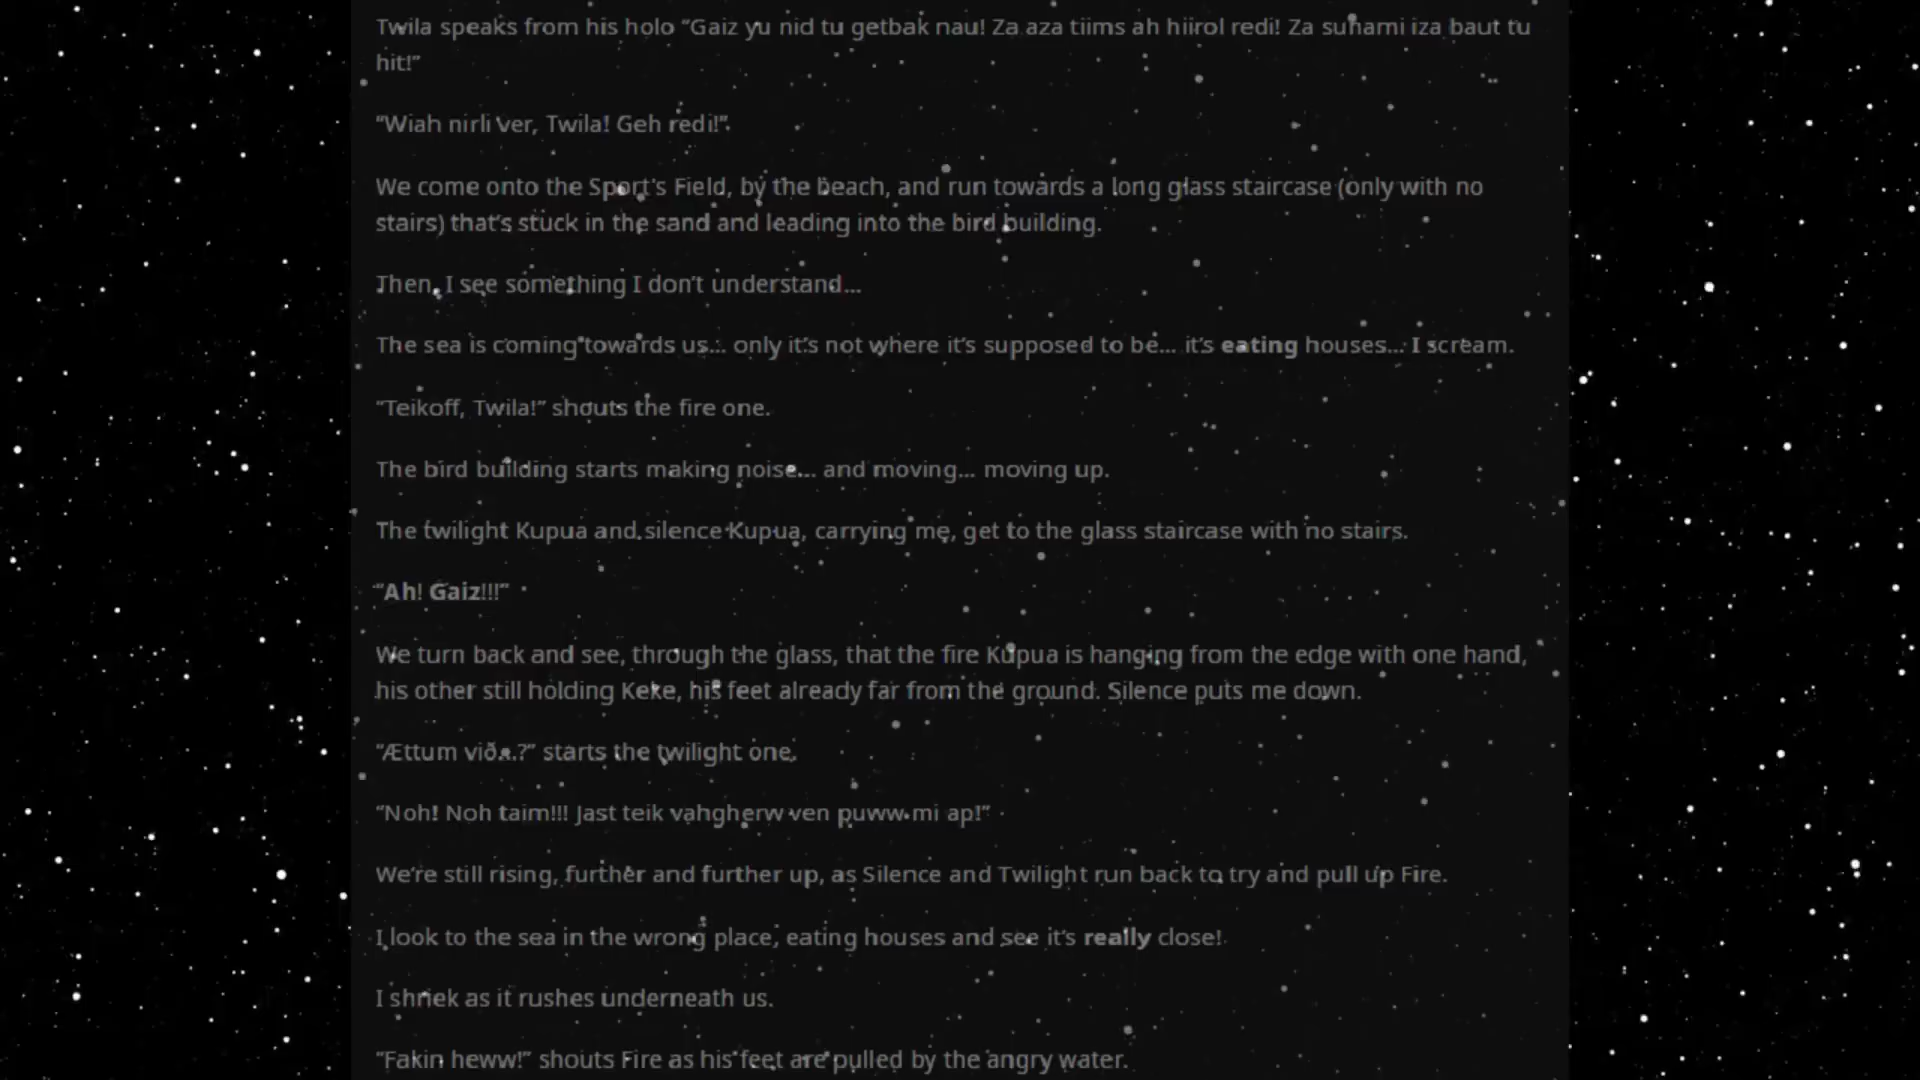 Twila speaks from his holo “Gaiz yu nid tu getbak nau! Za aza tiims ah hiirol redi! Za suhami iza baut tu
hit!”
“Wiah nirli ver, Twila! Geh redi!”
We come onto the Sport's Field, by the beach, and run towards a long glass staircase (only with no
stairs) that’s stuck in the sand and leading into the bird building.
Then, I see something I don’t understand…
The sea is coming towards us… only it’s not where it’s supposed to be… it’s eating houses… I scream.
“Teikoff, Twila!” shouts the fire one.
The bird building starts making noise… and moving… moving up.
The twilight Kupua and silence Kupua, carrying me, get to the glass staircase with no stairs.
“Ah! Gaiz!!!”
We turn back and see, through the glass, that the fire Kupua is hanging from the edge with one hand,
his other still holding Keke, his feet already far from the ground. Silence puts me down.
“Ættum við…?” starts the twilight one.
“Noh! Noh taim!!! Jast teik vahgherw ven puww mi ap!”
We’re still rising, further and further up, as Silence and Twilight run back to try and pull up Fire.
I look to the sea in the wrong place, eating houses and see it’s really close!
I shriek as it rushes underneath us.
“Fakin heww!” shouts Fire as his feet are pulled by the angry water.